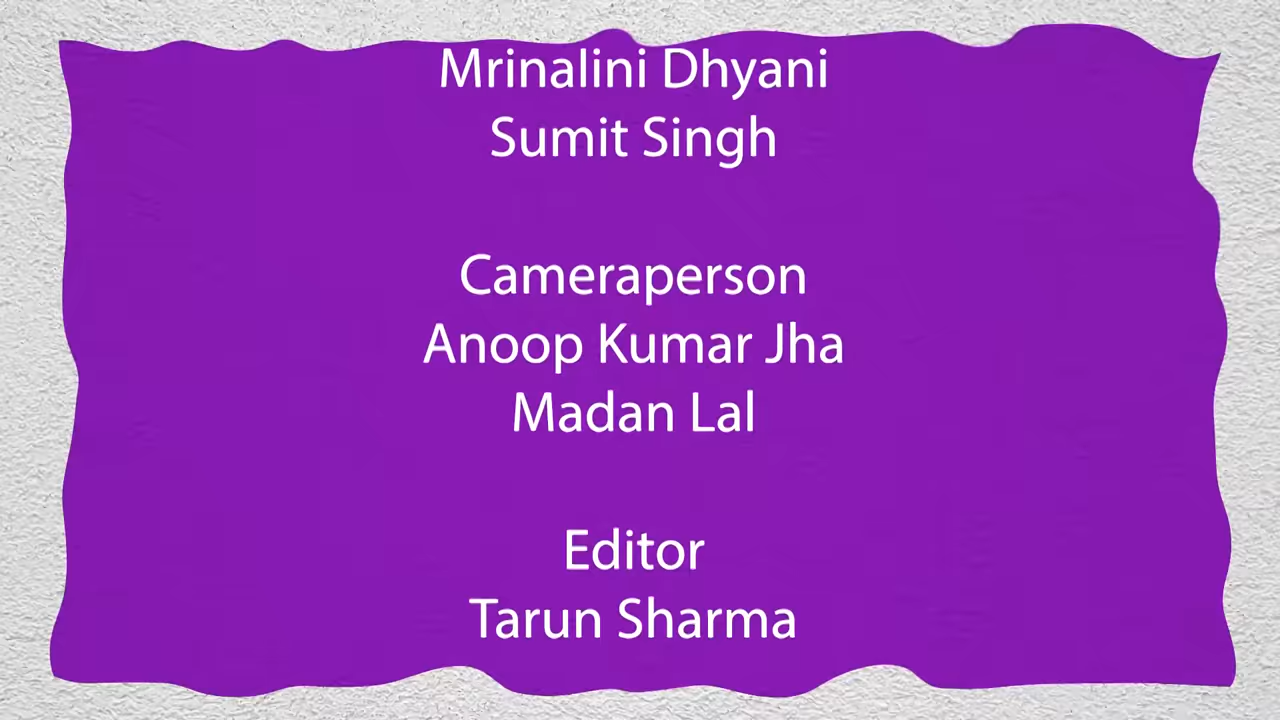 Mrinalini Dhyani
Sumit Singh
Cameraperson
Anoop Kumar Jha
Madan Lal
Editor
Tarun Sharma